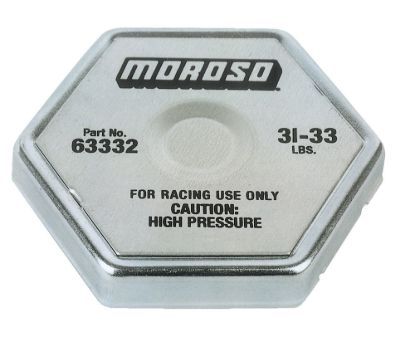 MOROSO
Part No.
63332
31-33
LBS.
FOR RACING USE ONLY
CAUTION:
HIGH PRESSURE